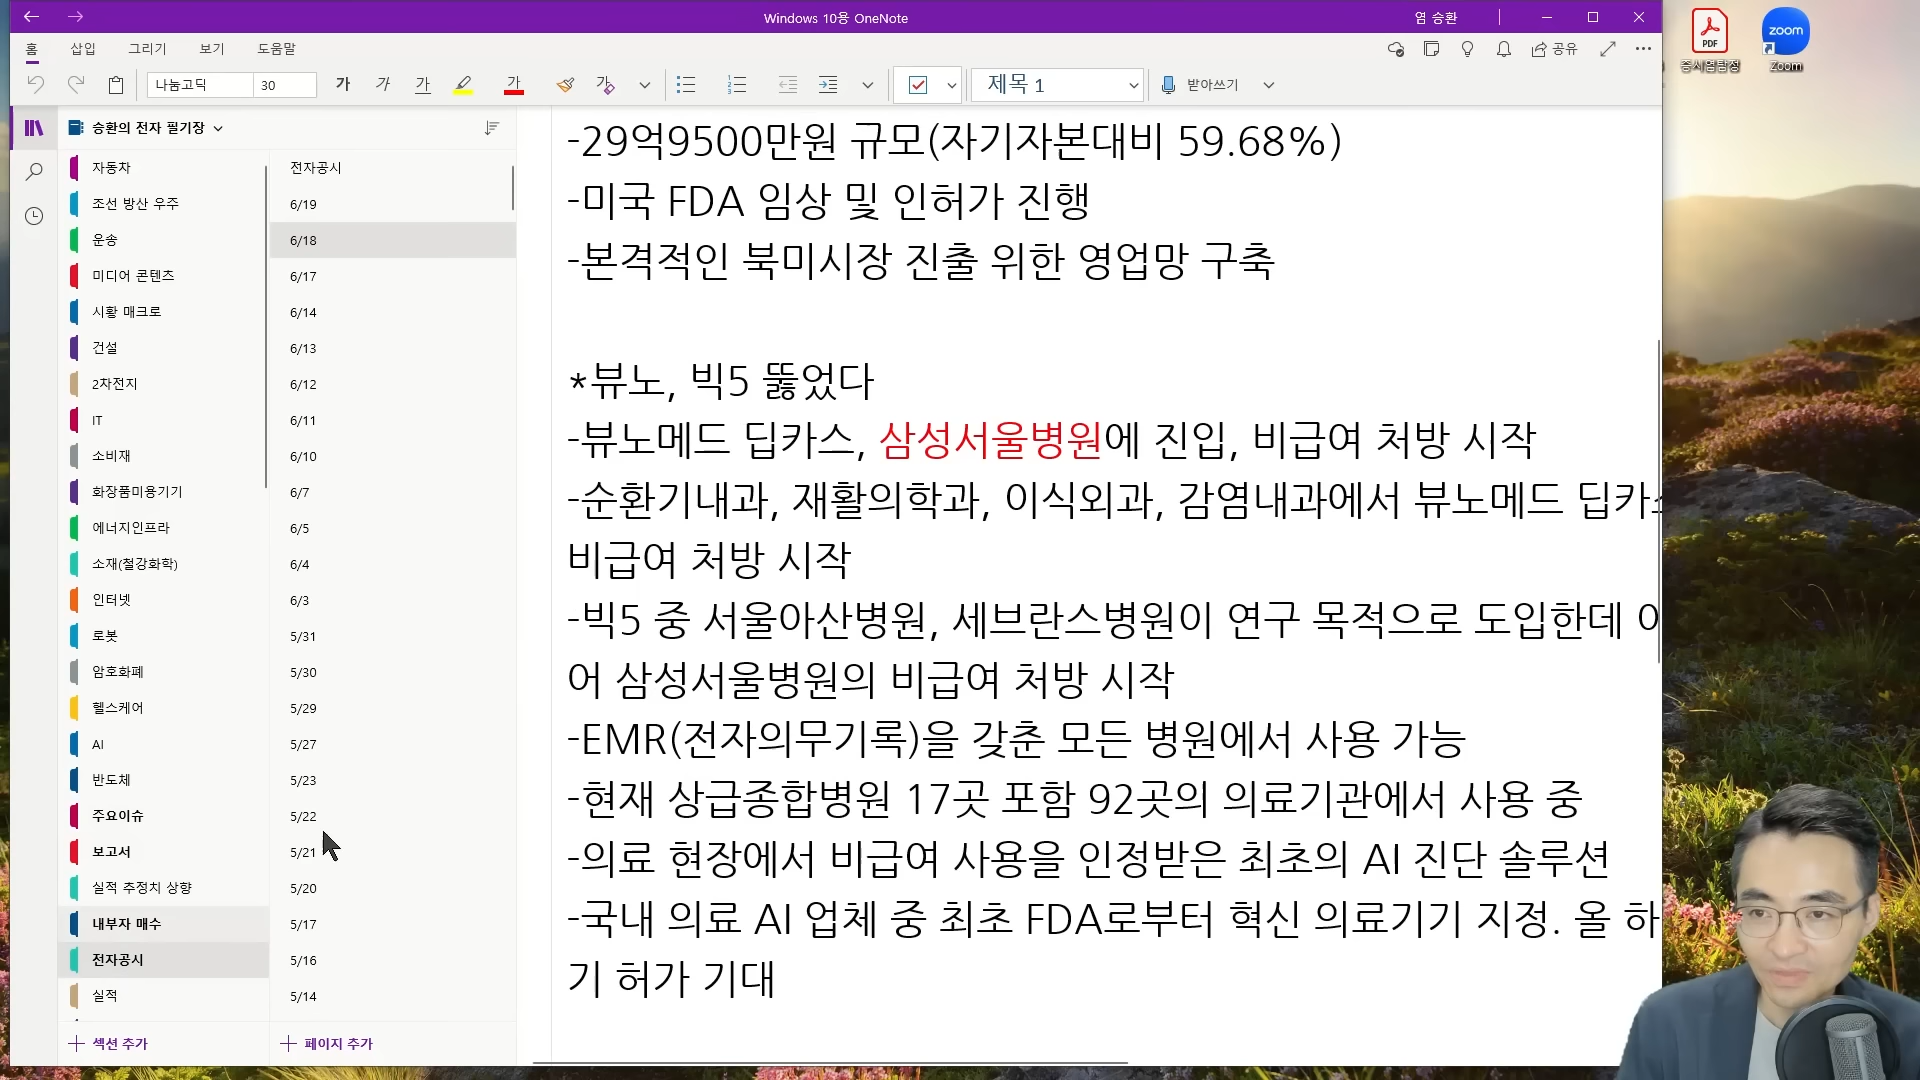 Windows 10용 OneNote
염 승환
홈
삽입
그리기
보기
도움말
공유
나눔고딕
30
가
가
가
가
가
제목 1
받아쓰기
승환의 전자 필기장
자동차
조선 방산 우주
운송
미디어 콘텐츠
시황 매크로
건설
2차전지
IT
소비재
화장품미용기기
에너지인프라
소재(철강화학)
인터넷
로봇
암호화폐
헬스케어
AI
반도체
주요이슈
보고서
실적 추정치 상향
내부자 매수
전자공시
실적
섹션 추가
전자공시
6/19
6/18
6/17
6/14
6/13
6/12
6/11
6/10
6/7
6/5
6/4
6/3
5/31
5/30
5/29
5/27
5/23
5/22
5/21
5/20
5/17
5/16
5/14
페이지 추가
-29억9500만원 규모(자기자본대비 59.68%)
-미국 FDA 임상 및 인허가 진행
-본격적인 북미시장 진출 위한 영업망 구축
*뷰노, 빅5 뚫었다
-뷰노메드 딥카스, 삼성서울병원에 진입, 비급여 처방 시작
-순환기내과, 재활의학과, 이식외과, 감염내과에서 뷰노메드 딥카스
비급여 처방 시작
-빅5 중 서울아산병원, 세브란스병원이 연구 목적으로 도입한데 이
어 삼성서울병원의 비급여 처방 시작
-EMR(전자의무기록)을 갖춘 모든 병원에서 사용 가능
-현재 상급종합병원 17곳 포함 92곳의 의료기관에서 사용 중
-의료 현장에서 비급여 사용을 인정받은 최초의 AI 진단 솔루션
-국내 의료 AI 업체 중 최초 FDA로부터 혁신 의료기기 지정. 올 하
기 허가 기대
PDF
증시염탐정
zoom
Zoom